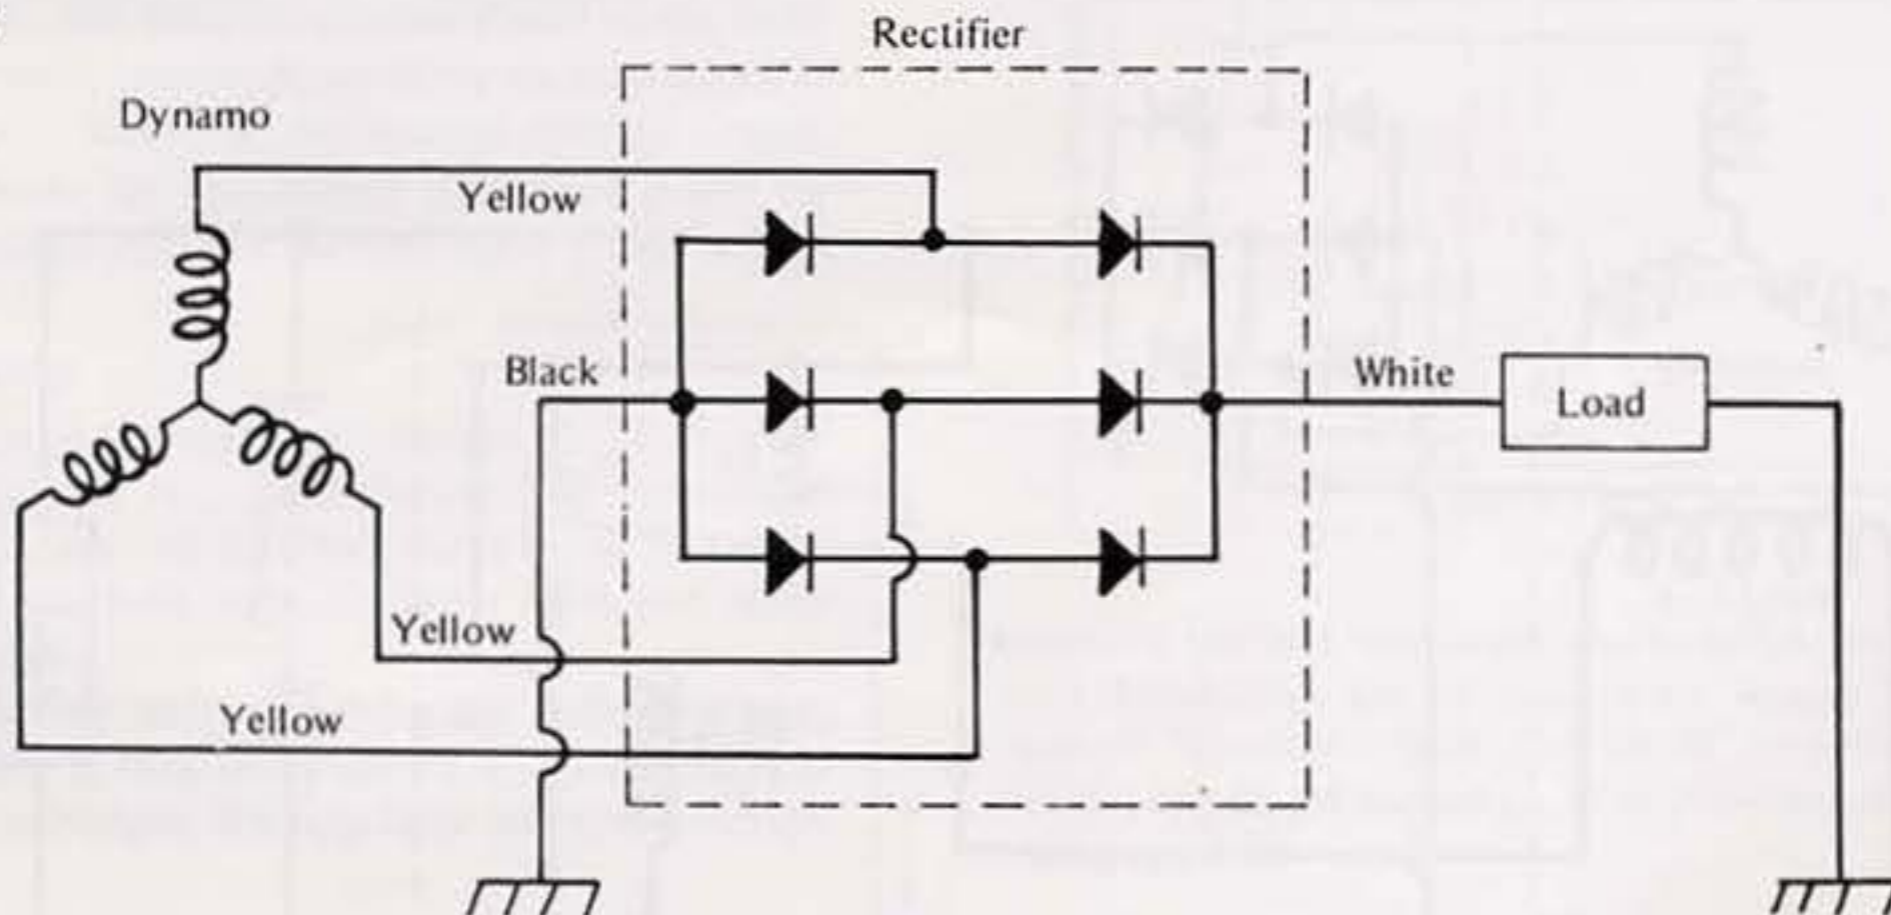 Rectifier
Dynamo
Yellow
Black
White
Load
Yellow
Yellow